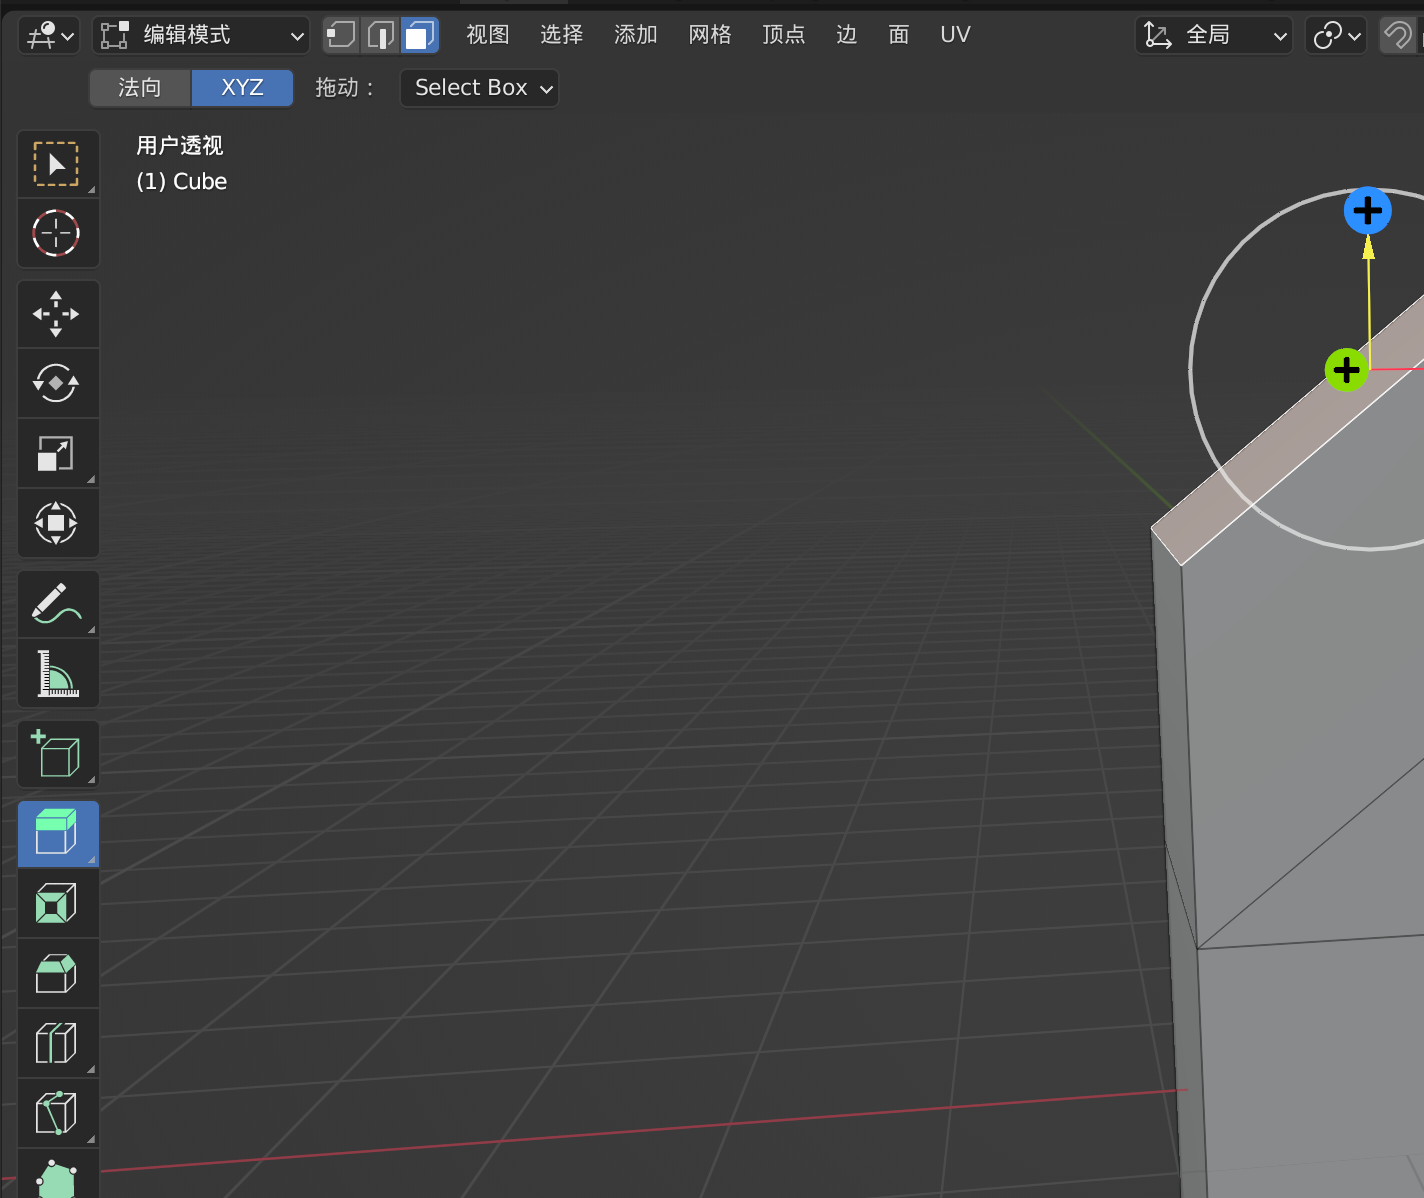 编辑模式 视图 选择 添加 网格 顶点 边 面 UV 全局
法向 XYZ 拖动： Select Box
用户透视
(1) Cube